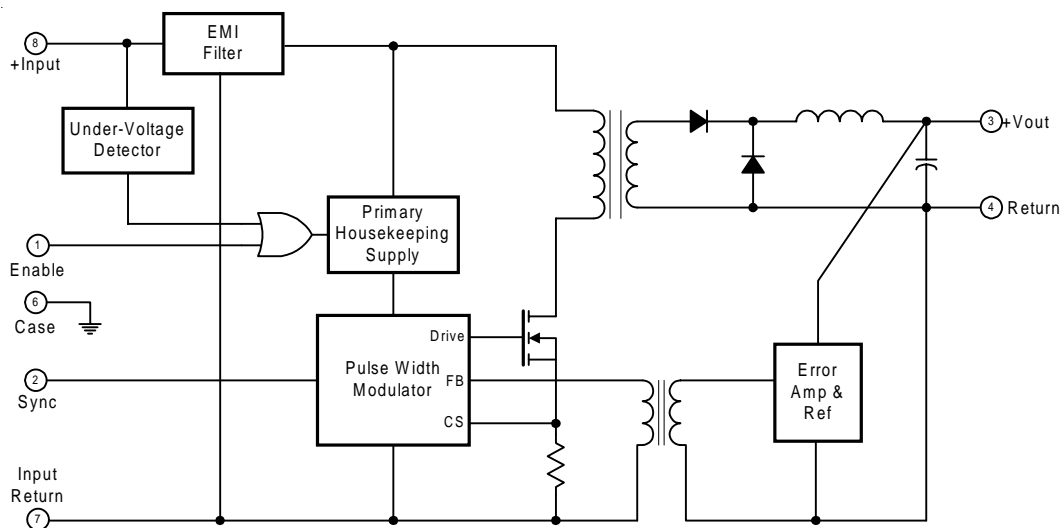 8
+Input
EMI
Filter
Under-Voltage
Detector
3
+Vout
4
Return
1
Enable
Primary
Housekeeping
Supply
6
Case
Drive
Pulse Width
Modulator
FB
CS
2
Sync
Error
Amp &
Ref
Input
Return
7